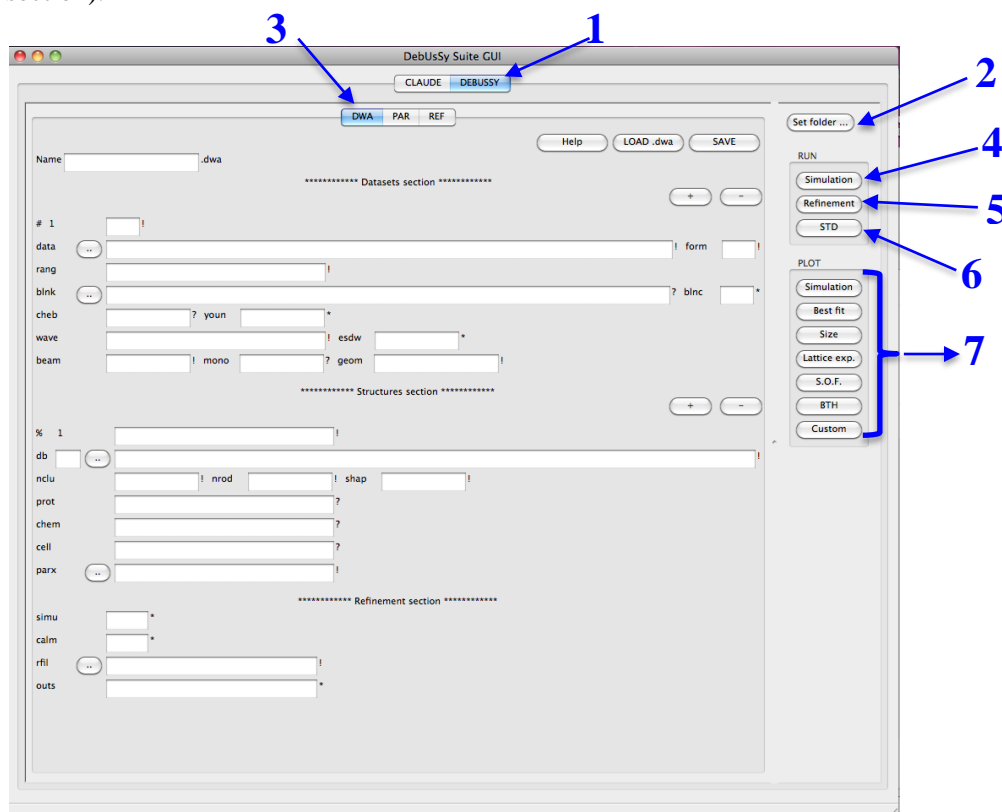 section).
3 1
DebUsSy Suite GUI
CLAUDE DEBUSSY
2
DWA PAR REF
Set folder ...
Help LOAD .dwa SAVE
4
Name .dwa
RUN
************ Datasets section ************
Simulation
+ -
Refinement
5
# 1 !
STD
data .. ! form !
6
rang !
PLOT
blnk .. ? blnc *
Simulation
cheb ? youn *
Best fit
wave ! esdw *
Size
beam ! mono ? geom !
Lattice exp.
7
************ Structures section ************
S.O.F.
+ -
BTH
% 1 !
Custom
db .. !
nclu ! nrod ! shap !
prot ?
chem ?
cell ?
parx .. !
************ Refinement section ************
simu *
calm *
rfil .. !
outs *